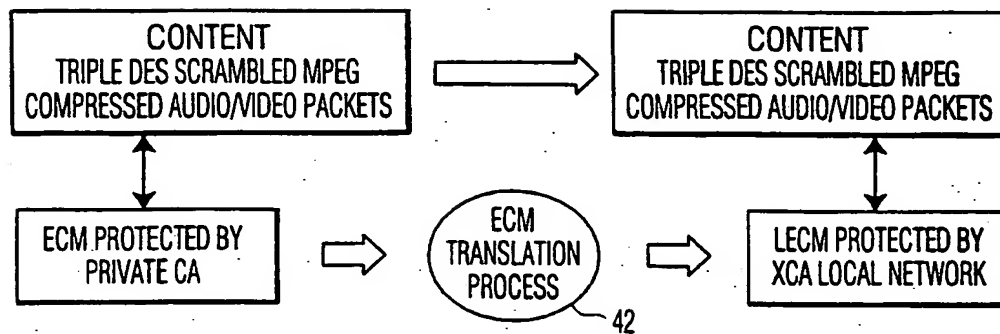 CONTENT
TRIPLE DES SCRAMBLED MPEG
COMPRESSED AUDIO/VIDEO PACKETS
CONTENT
TRIPLE DES SCRAMBLED MPEG
COMPRESSED AUDIO/VIDEO PACKETS
ECM PROTECTED BY
PRIVATE CA
ECM
TRANSLATION
PROCESS
42
LECM PROTECTED BY
XCA LOCAL NETWORK